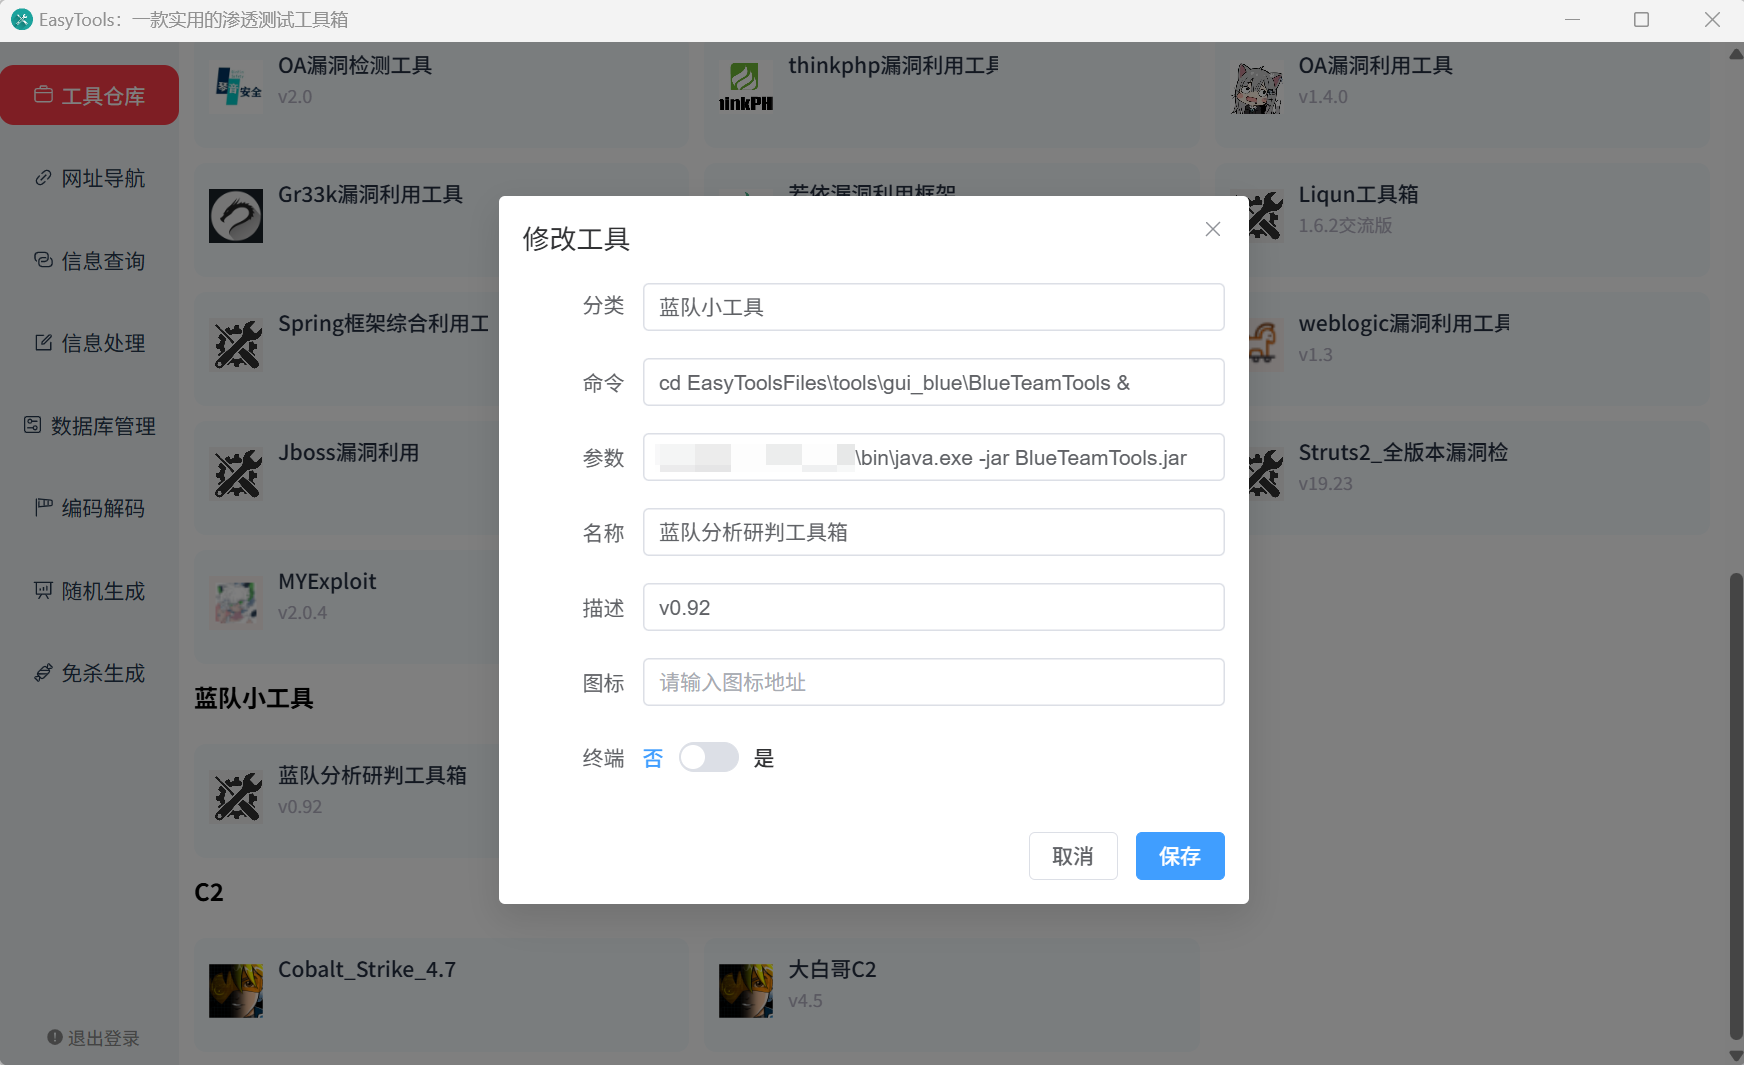 EasyTools：一款实用的渗透测试工具箱
工具仓库
网址导航
信息查询
信息处理
数据库管理
编码解码
随机生成
免杀生成
退出登录
OA漏洞检测工具
v2.0
thinkphp漏洞利用工具
OA漏洞利用工具
v1.4.0
Gr33k漏洞利用工具
若依漏洞利用框架
Liqun工具箱
1.6.2交流版
Spring框架综合利用工
weblogic漏洞利用工具
v1.3
Jboss漏洞利用
Struts2_全版本漏洞检
v19.23
MYExploit
v2.0.4
蓝队小工具
蓝队分析研判工具箱
v0.92
C2
Cobalt_Strike_4.7
大白哥C2
v4.5
修改工具
分类
蓝队小工具
命令
cd EasyToolsFiles\tools\gui_blue\BlueTeamTools &
参数
\bin\java.exe -jar BlueTeamTools.jar
名称
蓝队分析研判工具箱
描述
v0.92
图标
请输入图标地址
终端 否 是
取消
保存